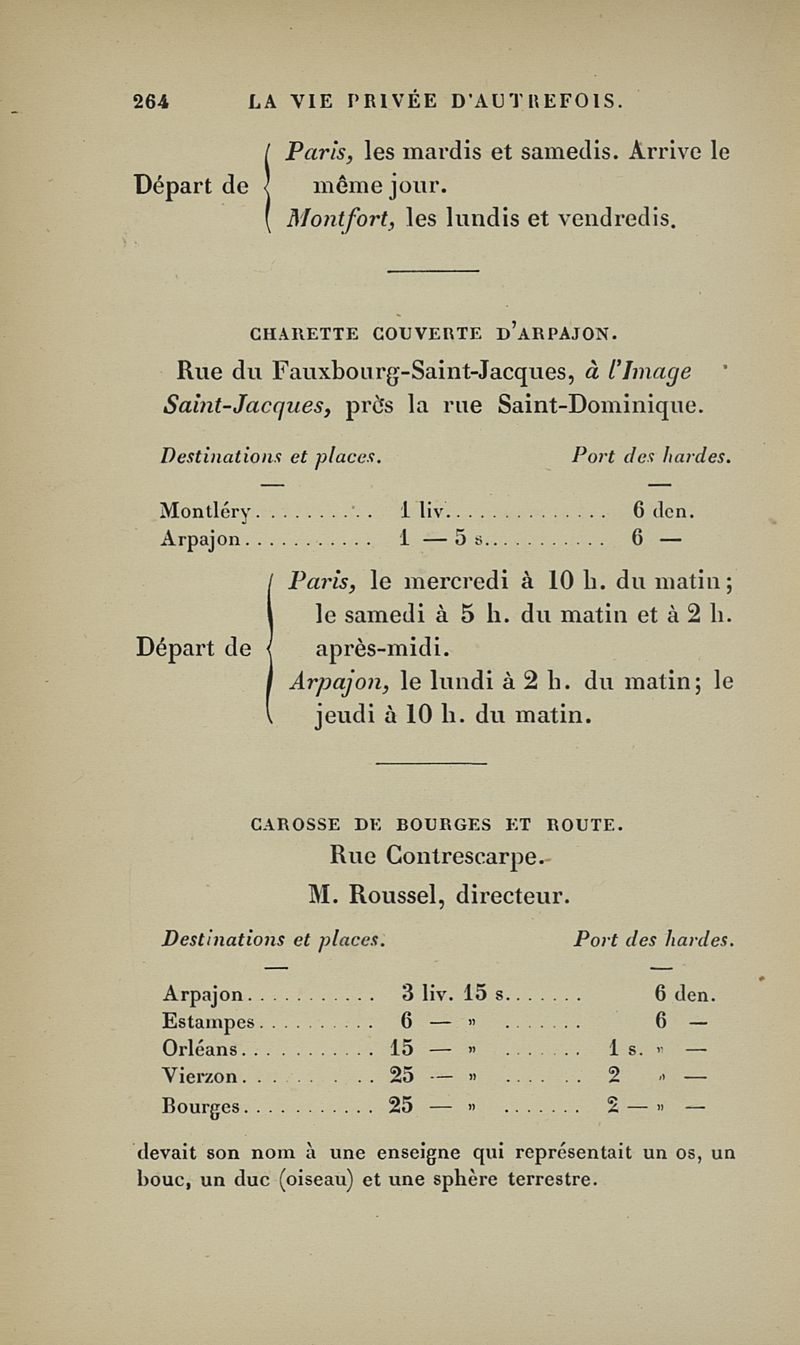 264 LA VIE PRIVÉE D'AUTREFOIS.
Paris, les mardis et samedis. Arrive le
Départ de { même jour.
Montfort, les lundis et vendredis.
CHARETTE COUVERTE D'ARPAJON.
Rue du Fauxbourg-Saint-Jacques, à l'Image
Saint-Jacques, près la rue Saint-Dominique.
Destinations et places. Port des hardes.
Montléry. . . . . . . . . . . 1 liv. . . . . . . . . . . . . . 6 den.
Arpajon. . . . . . . . . . . 1 — 5 s. . . . . . . . . . . 6 —
Paris, le mercredi à 10 h. du matin;
le samedi à 5 h. du matin et à 2 h.
Départ de { après-midi.
Arpajon, le lundi à 2 h. du matin; le
jeudi à 10 h. du matin.
CAROSSE DE BOURGES ET ROUTE.
Rue Contrescarpe.
M. Roussel, directeur.
Destinations et places. Port des hardes.
Arpajon. . . . . . . . . . . 3 liv. 15 s. . . . . . . 6 den.
Estampes. . . . . . . . . . 6 — » . . . . . . . 6 —
Orléans. . . . . . . . . . . 15 — » . . . . . . . 1 s. » —
Vierzon. . . . . . . . . . 25 — » . . . . . . 2 » —
Bourges. . . . . . . . . . . 25 — » . . . . . . . 2 — » —
devait son nom à une enseigne qui représentait un os, un
bouc, un duc (oiseau) et une sphère terrestre.